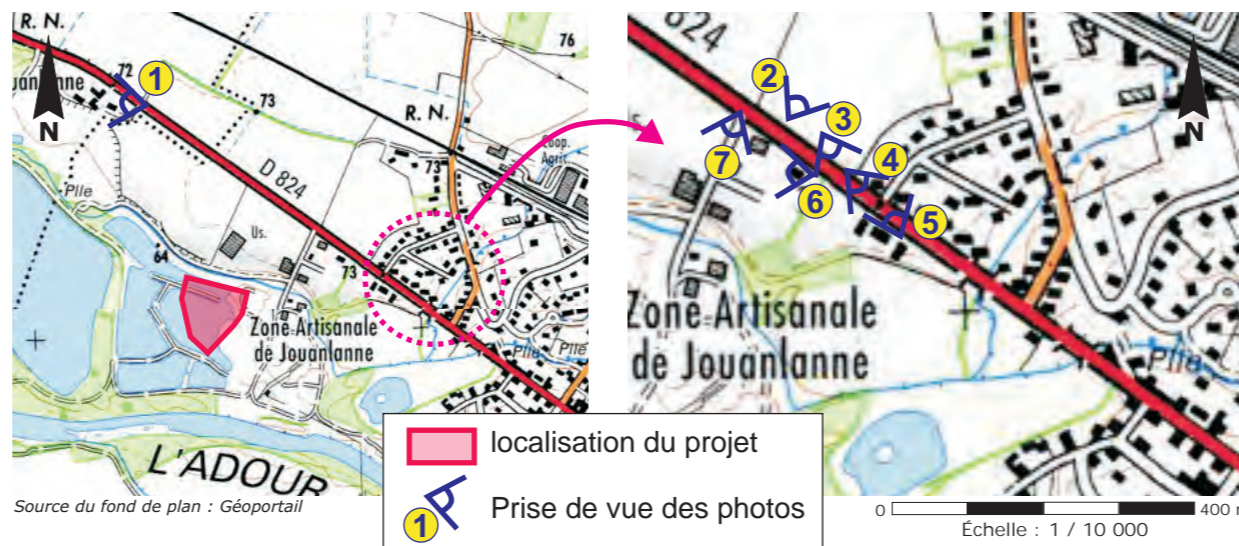 R. N.
72
1
ouanlanne
N
73
76
R. N.
Coop.
Agric.
73
D 824
Plle
Us.
64
73
Zone Artisanale
de Jouanlanne
Plle
Plle
L'ADOUR
Source du fond de plan : Géoportail
824
2
3
4
7
6
5
N
Zone Artisanale
de Jouanlanne
Plle
localisation du projet
1
Prise de vue des photos
0
400 m
Échelle : 1 / 10 000